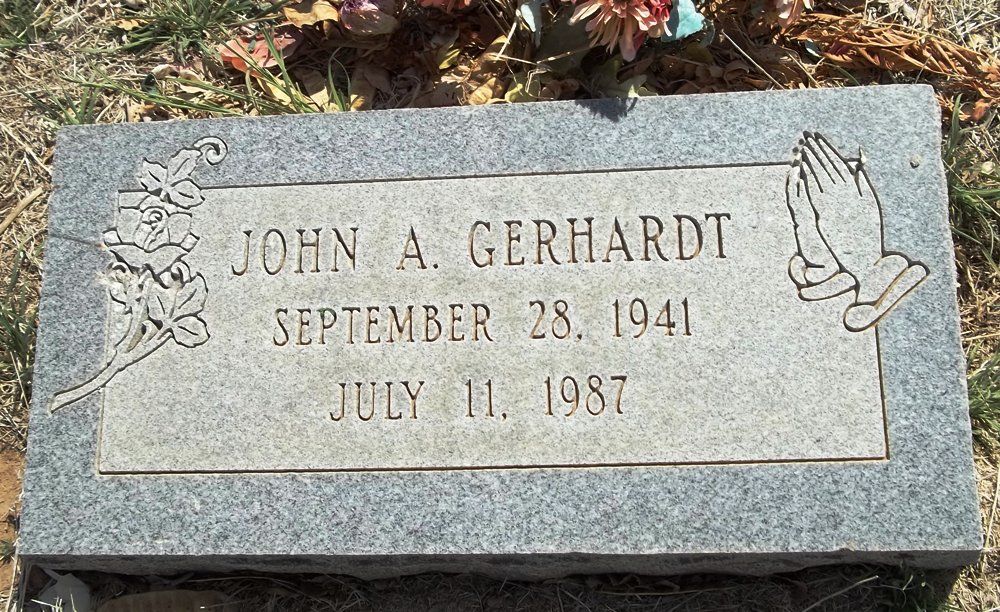 JOHN A. GERHARDT
SEPTEMBER 28, 1941
JULY 11, 1987